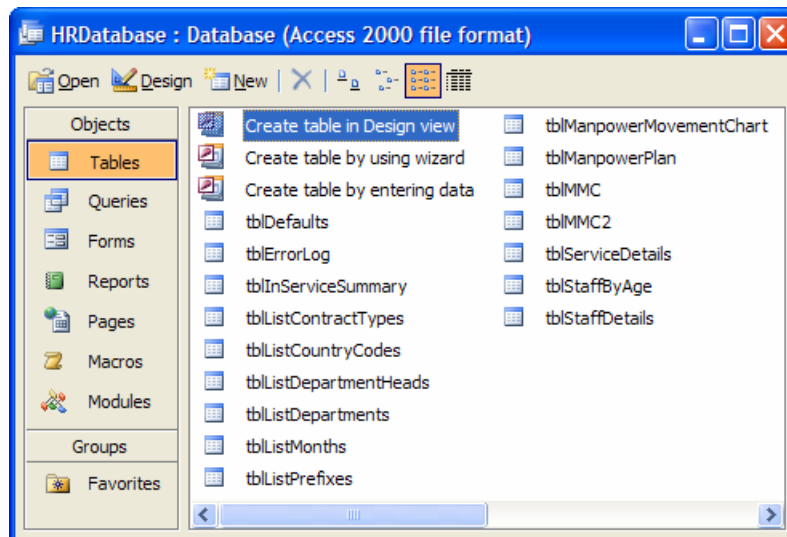 HRDatabase : Database (Access 2000 file format)
Open Design New
Objects
Tables
Queries
Forms
Reports
Pages
Macros
Modules
Groups
Favorites
Create table in Design view
Create table by using wizard
Create table by entering data
tblDefaults
tblErrorLog
tblInServiceSummary
tblListContractTypes
tblListCountryCodes
tblListDepartmentHeads
tblListDepartments
tblListMonths
tblListPrefixes
tblManpowerMovementChart
tblManpowerPlan
tblMMC
tblMMC2
tblServiceDetails
tblStaffByAge
tblStaffDetails